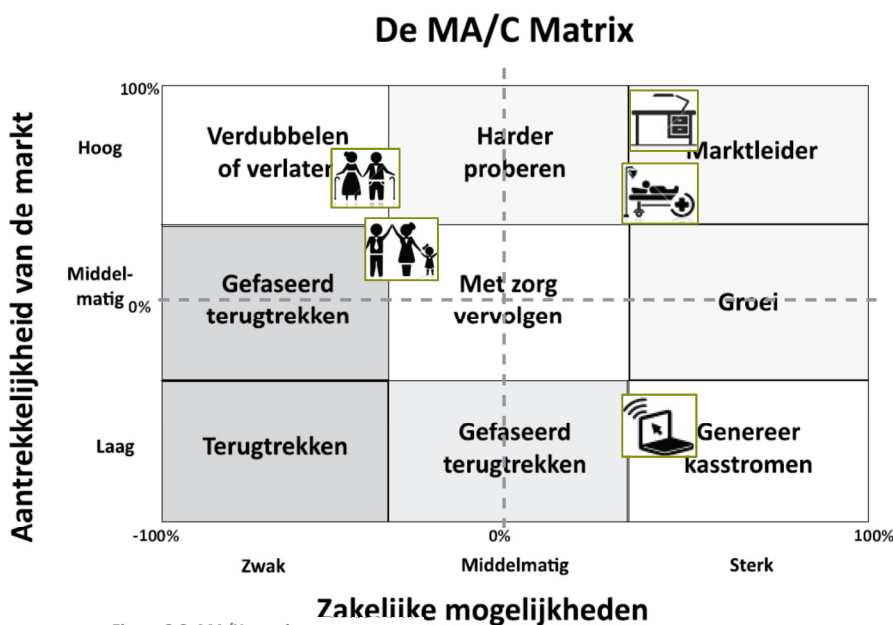 De MA/C Matrix
Aantrekkelijkheid van de markt
100%
Hoog
Verdubbelen
of verlaten
Harder
proberen
Marktleider
Middel-
matig
0%
Gefaseerd
terugtrekken
Met zorg
vervolgen
Groei
Laag
Terugtrekken
Gefaseerd
terugtrekken
Genereer
kasstromen
-100%
0%
100%
Zwak
Middelmatig
Sterk
Zakelijke mogelijkheden